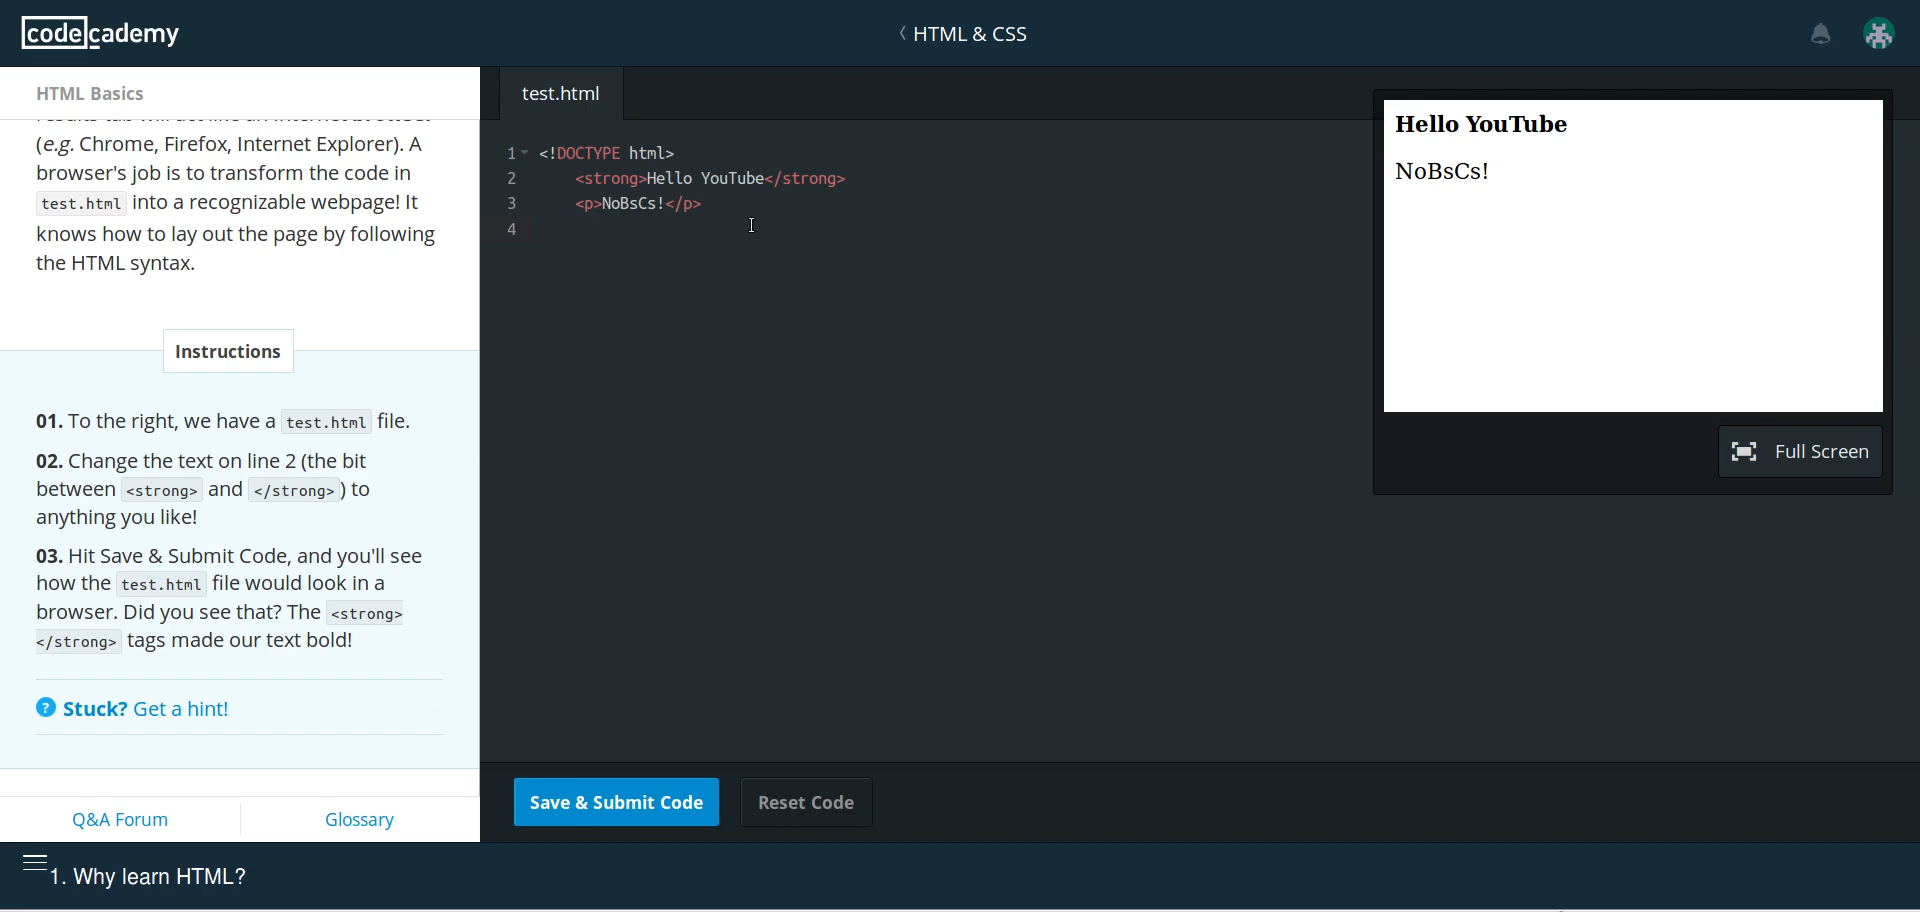 codecademy
HTML & CSS
HTML Basics
(e.g. Chrome, Firefox, Internet Explorer). A
browser's job is to transform the code in
test.html into a recognizable webpage! It
knows how to lay out the page by following
the HTML syntax.
Instructions
01. To the right, we have a test.html file.
02. Change the text on line 2 (the bit
between <strong> and </strong>) to
anything you like!
03. Hit Save & Submit Code, and you'll see
how the test.html file would look in a
browser. Did you see that? The <strong>
</strong> tags made our text bold!
? Stuck? Get a hint!
Q&A Forum
Glossary
test.html
1 <!DOCTYPE html>
2 <strong>Hello YouTube</strong>
3 <p>NoBsCs!</p>
4
Hello YouTube
NoBsCs!
Full Screen
Save & Submit Code
Reset Code
1. Why learn HTML?